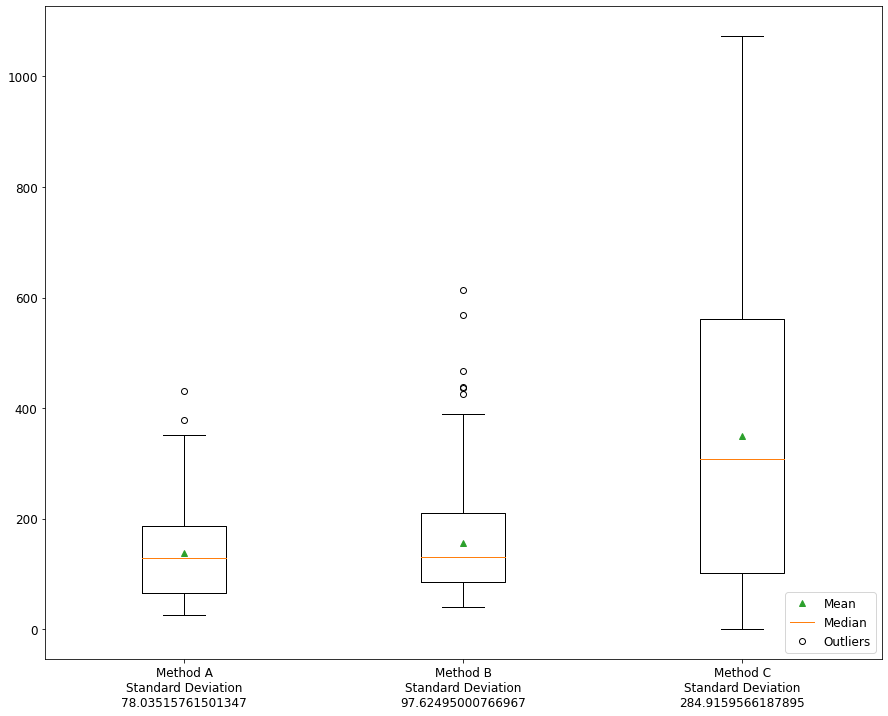 1000
800
600
400
200
0
Mean
Median
Outliers
Method A
Standard Deviation
78.03515761501347
Method B
Standard Deviation
97.62495000766967
Method C
Standard Deviation
284.9159566187895